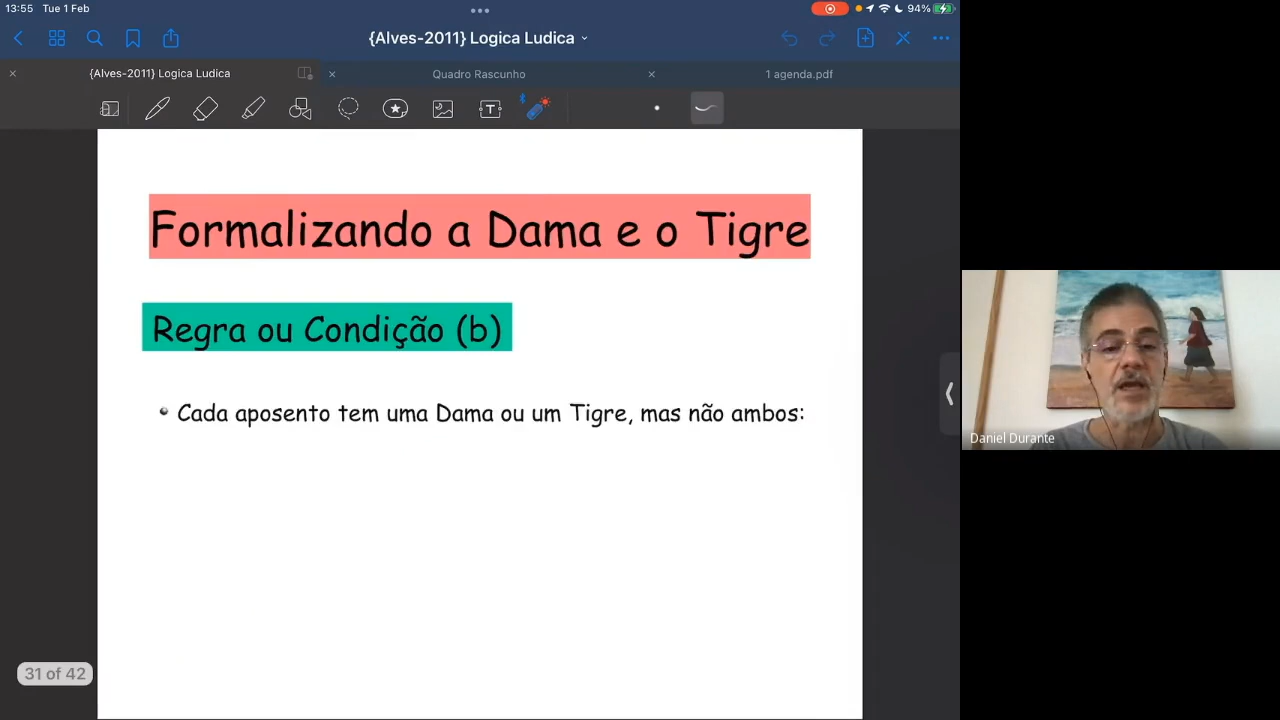 13:55 Tue 1 Feb
94%
{Alves-2011} Logica Ludica
{Alves-2011} Logica Ludica
Quadro Rascunho
1 agenda.pdf
T
Formalizando a Dama e o Tigre
Regra ou Condição (b)
• Cada aposento tem uma Dama ou um Tigre, mas não ambos:
Daniel Durante
31 of 42